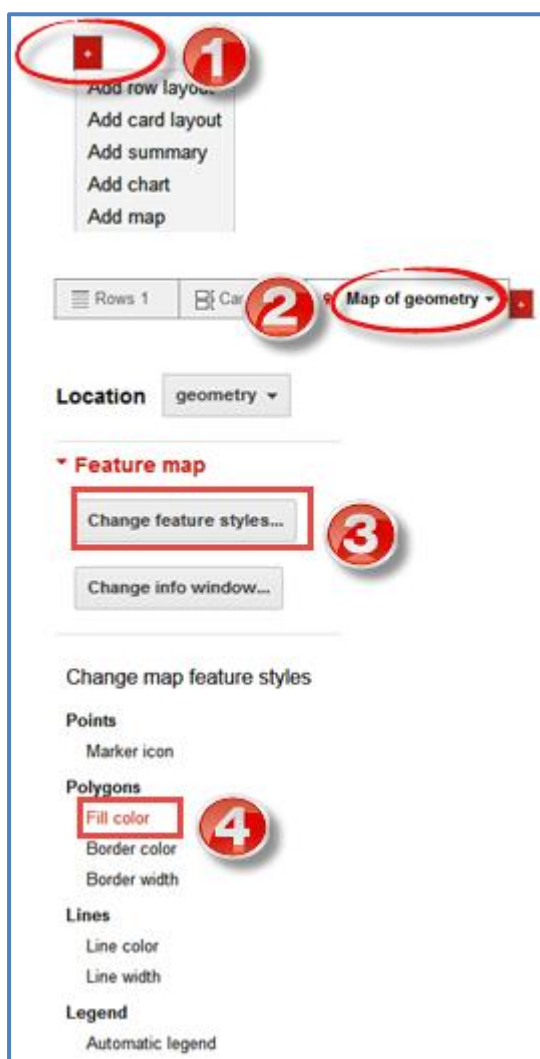 +
1
Add row layout
Add card layout
Add summary
Add chart
Add map
Rows 1
2
Map of geometry
+
Location geometry
Feature map
Change feature styles...
3
Change info window...
Change map feature styles
Points
Marker icon
Polygons
Fill color
4
Border color
Border width
Lines
Line color
Line width
Legend
Automatic legend